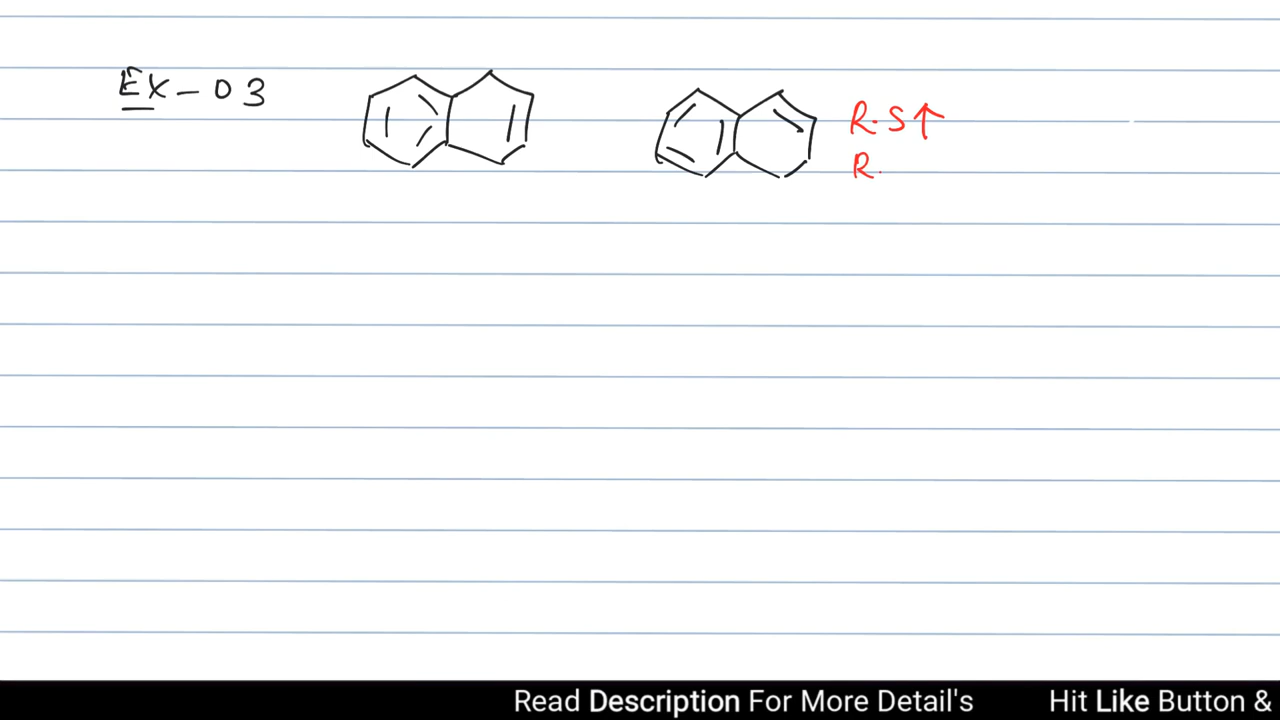 EX - 03
R.S↑
R.
Read Description For More Detail's Hit Like Button &